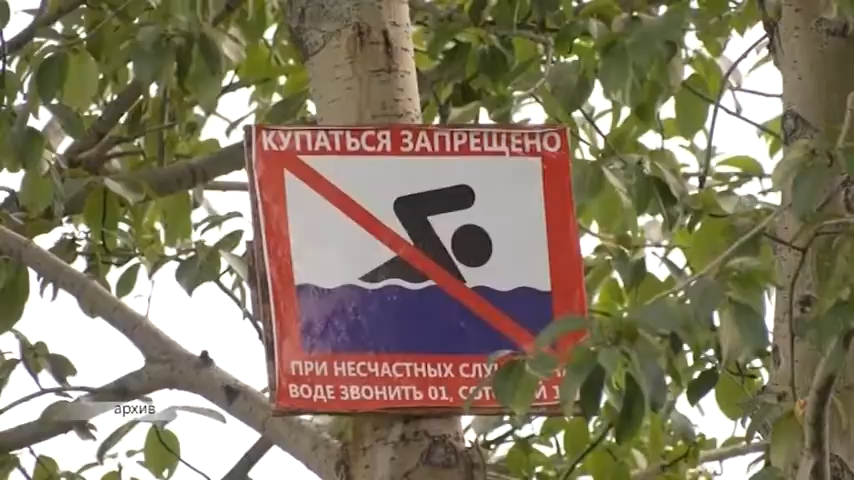 КУПАТЬСЯ ЗАПРЕЩЕНО
ПРИ НЕСЧАСТНЫХ
ВОДЕ ЗВОНИТЬ 01,
архив